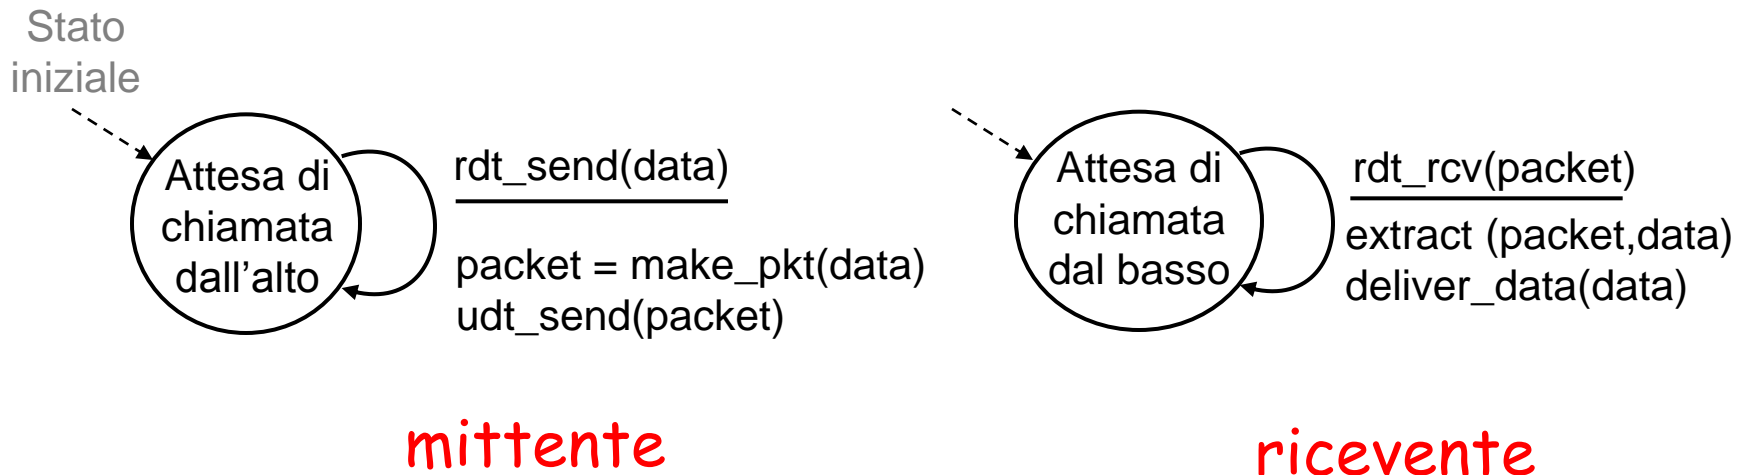 Stato
iniziale
Attesa di
chiamata
dall'alto
rdt_send(data)
packet = make_pkt(data)
udt_send(packet)
Attesa di
chiamata
dal basso
rdt_rcv(packet)
extract (packet,data)
deliver_data(data)
mittente
ricevente